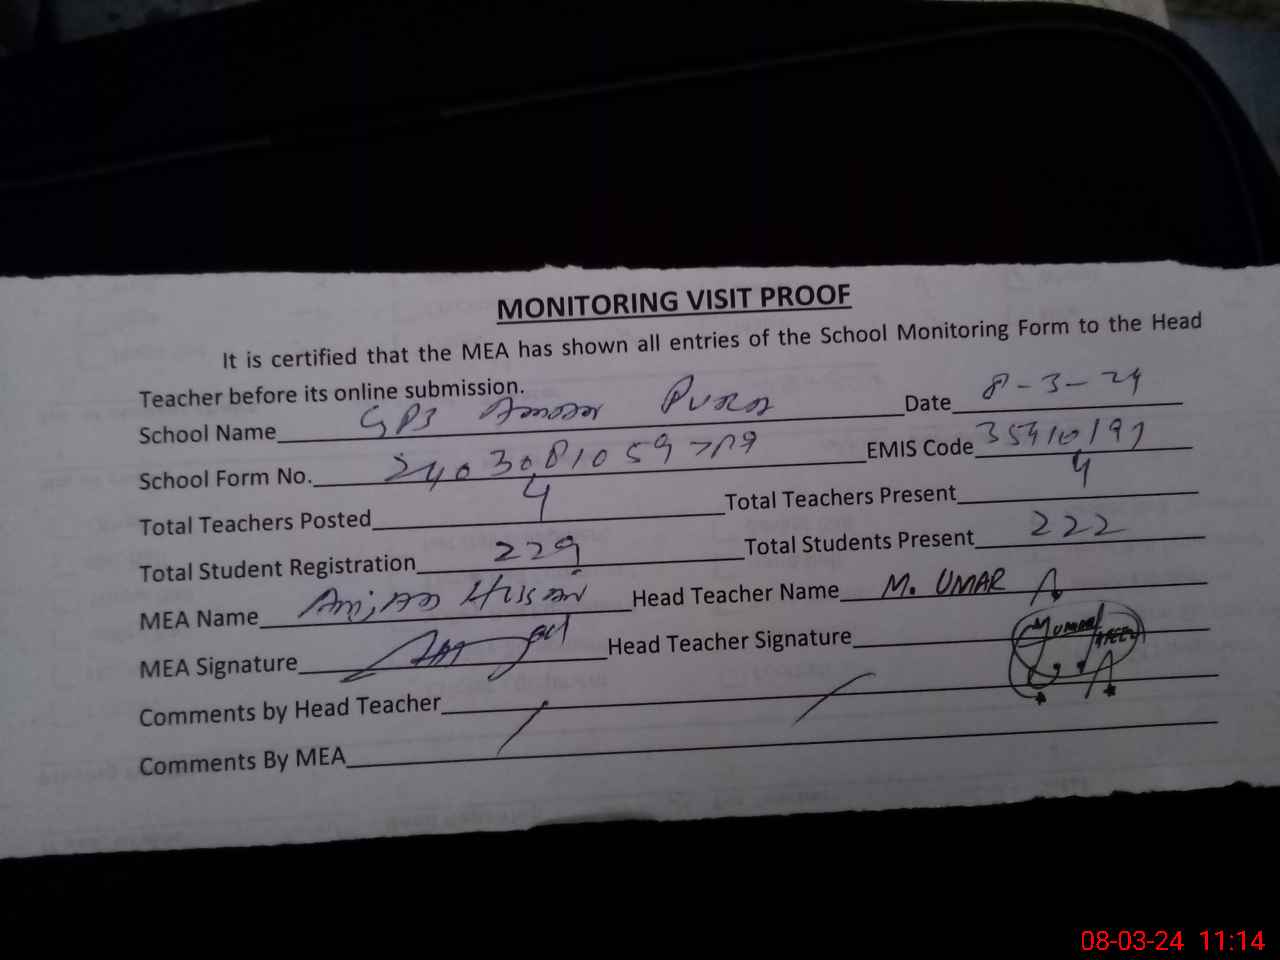 MONITORING VISIT PROOF
It is certified that the MEA has shown all entries of the School Monitoring Form to the Head
Teacher before its online submission.
School Name GPS Pura Date 8-3-24
School Form No. EMIS Code 35410197
Total Teachers Posted 4 Total Teachers Present 4
Total Student Registration 229 Total Students Present 222
MEA Name Amjad Hussain Head Teacher Name M. UMAR
MEA Signature Head Teacher Signature
Comments by Head Teacher
Comments By MEA
08-03-24 11:14